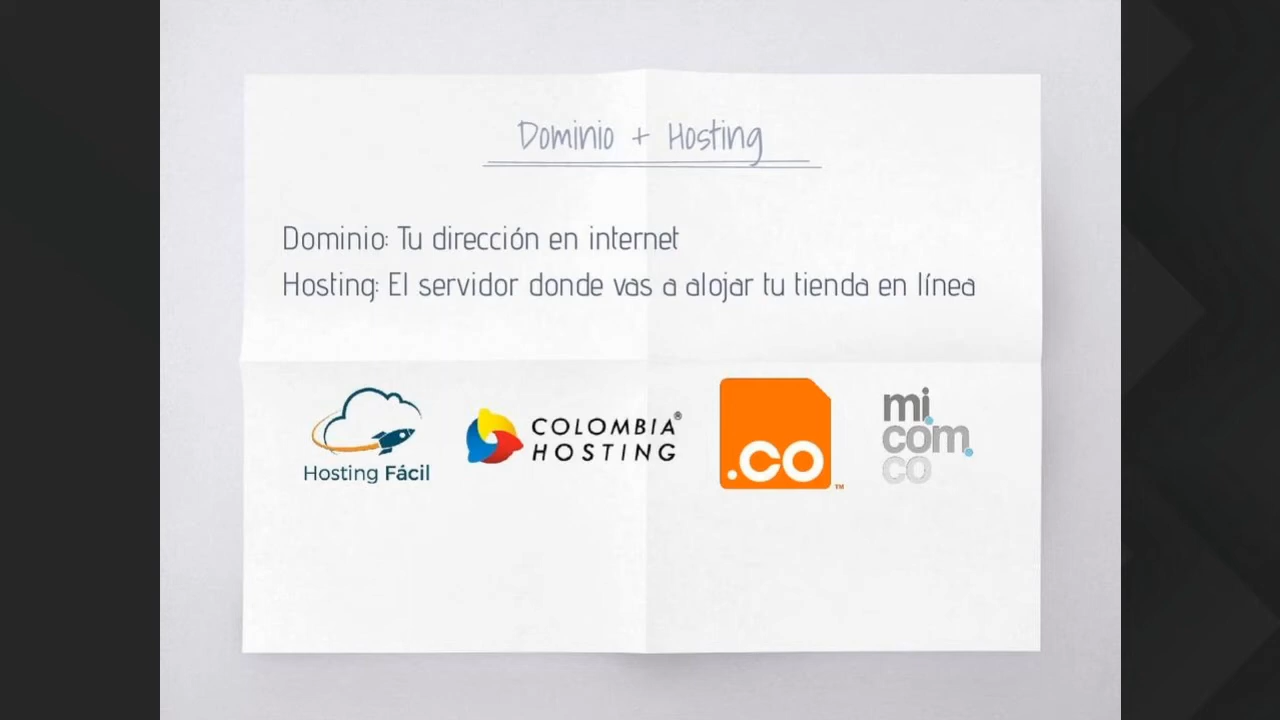 Dominio + Hosting
Dominio: Tu dirección en internet
Hosting: El servidor donde vas a alojar tu tienda en línea
Hosting Fácil
COLOMBIA®
HOSTING
.co™
mi.
com.
co